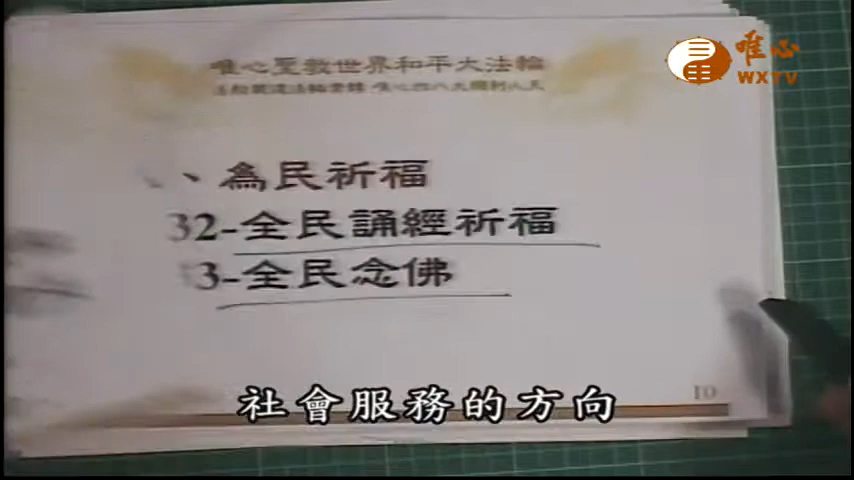 唯心聖教世界和平大法輪
唯心
WXTV
、為民祈福
32-全民誦經祈福
3-全民念佛
10
社會服務的方向